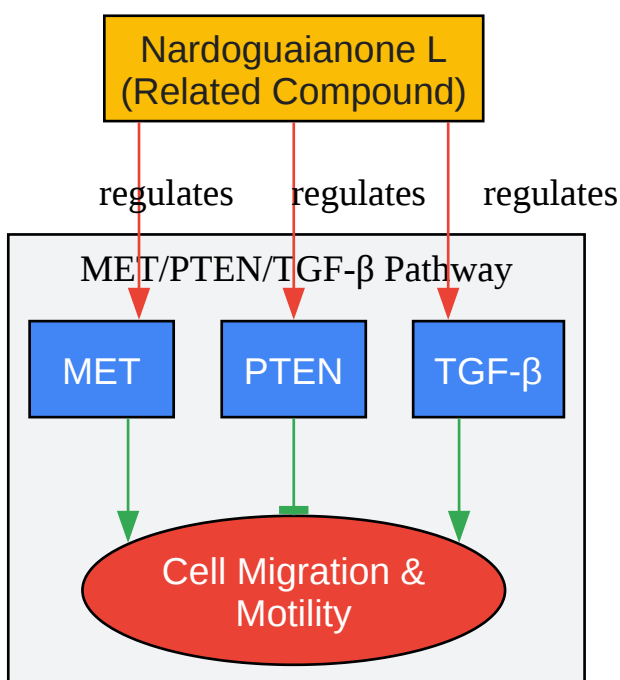 Nardoguaianone L
(Related Compound)
regulates
regulates
regulates
MET/PTEN/TGF-β Pathway
MET
PTEN
TGF-β
Cell Migration &
Motility